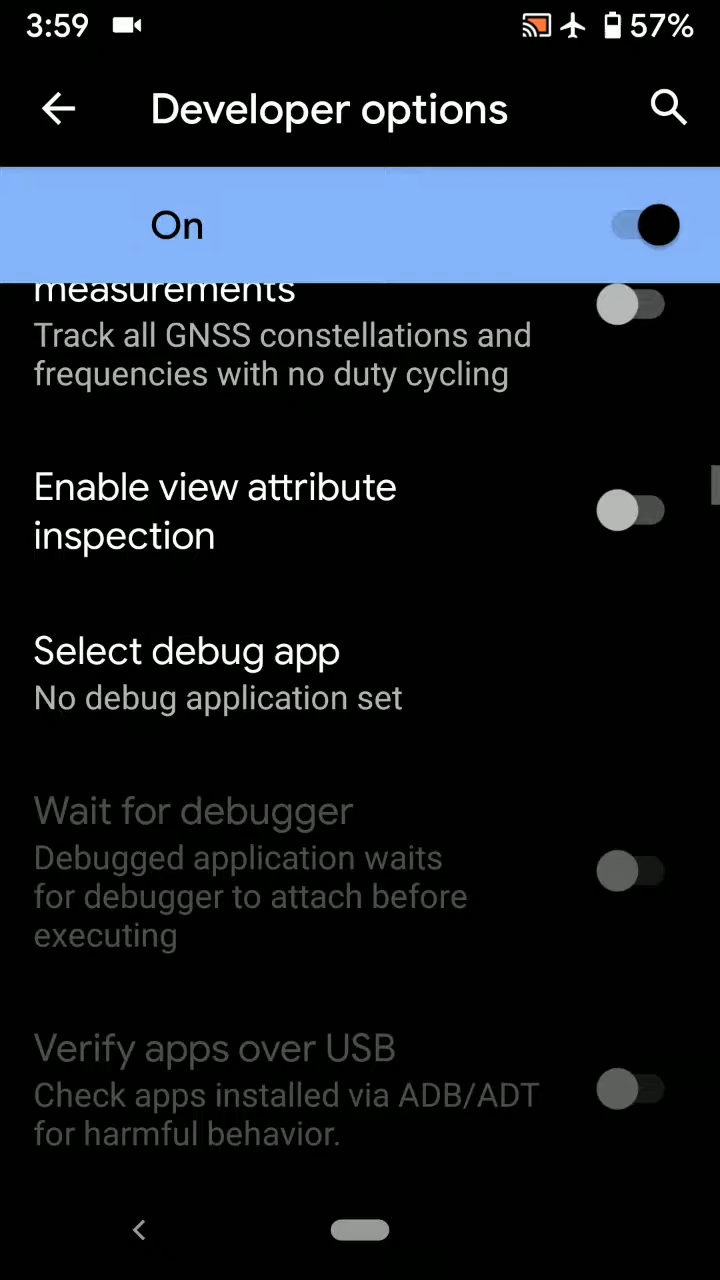 3:59 57%
Developer options
On
measurements
Track all GNSS constellations and
frequencies with no duty cycling
Enable view attribute
inspection
Select debug app
No debug application set
Wait for debugger
Debugged application waits
for debugger to attach before
executing
Verify apps over USB
Check apps installed via ADB/ADT
for harmful behavior.